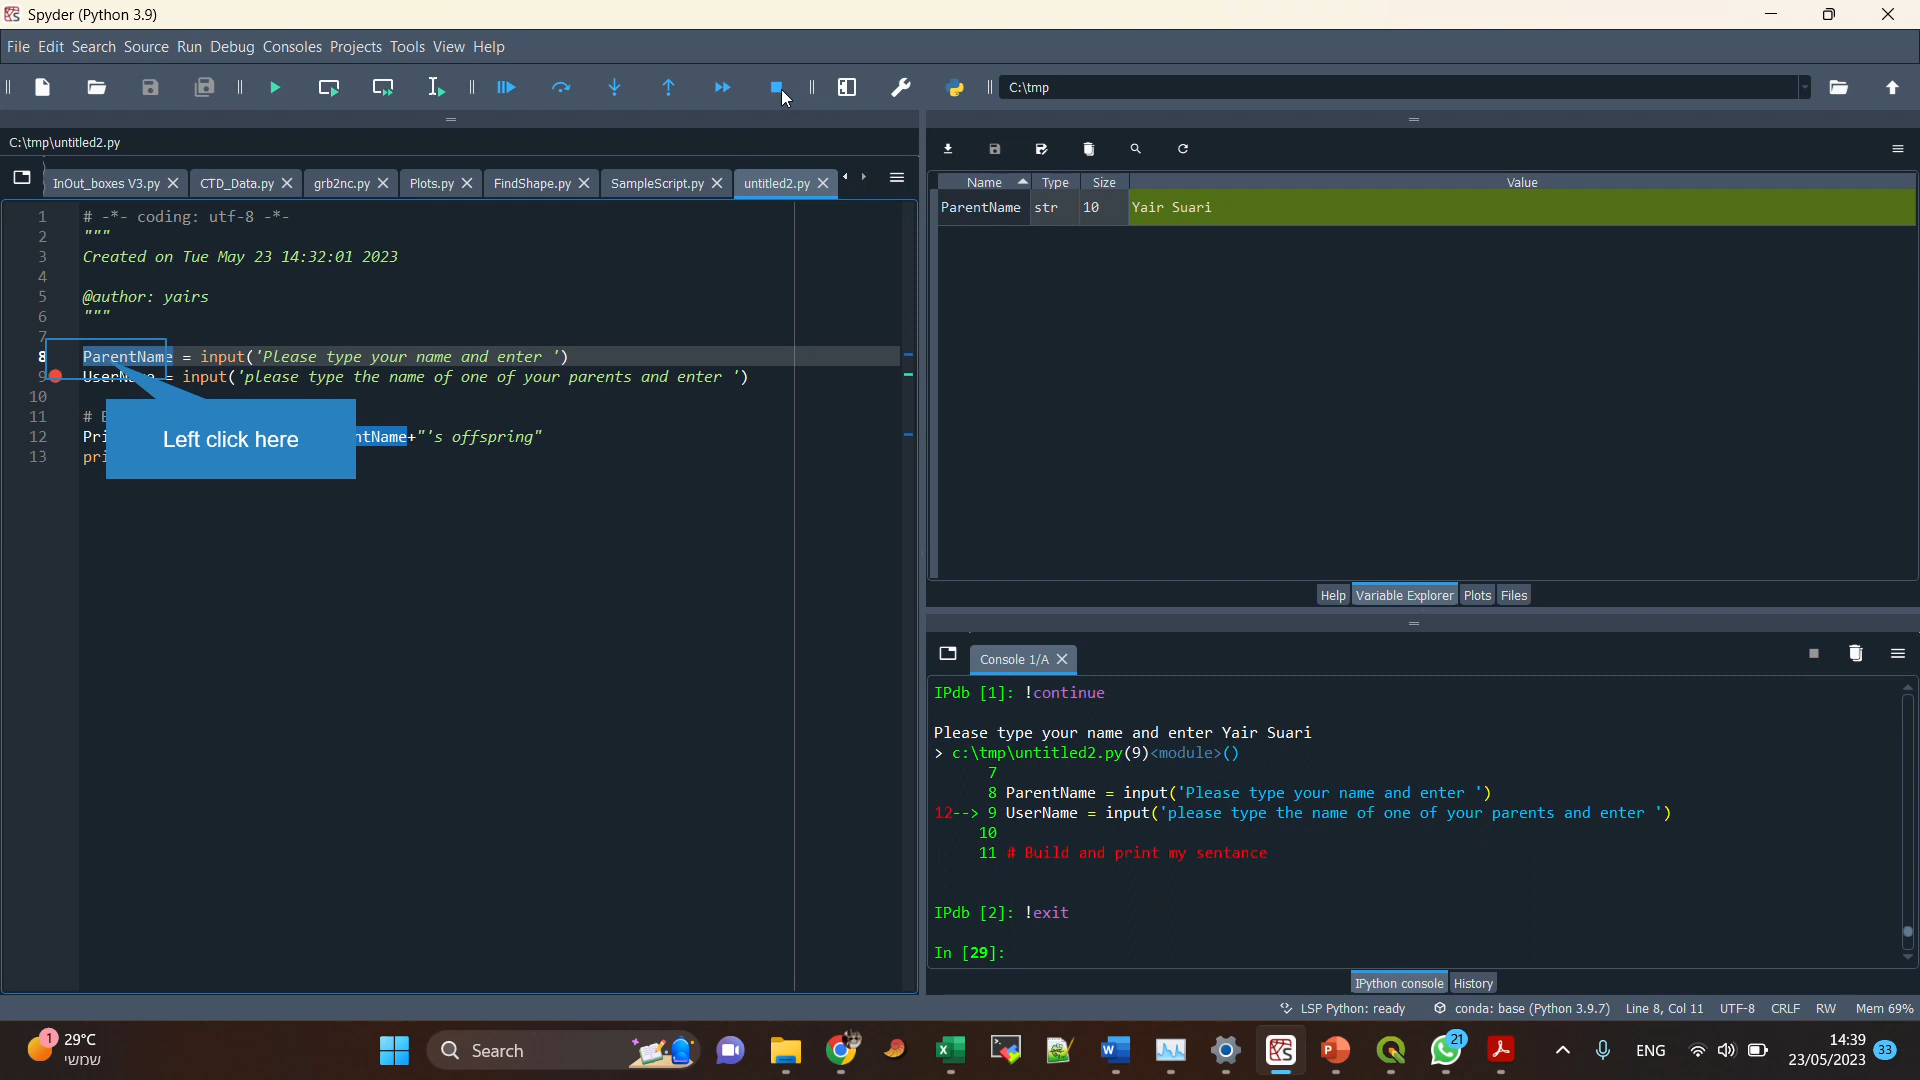 Spyder (Python 3.9)
File Edit Search Source Run Debug Consoles Projects Tools View Help
C:\tmp
C:\tmp\untitled2.py
InOut_boxes V3.py CTD_Data.py grb2nc.py Plots.py FindShape.py SampleScript.py untitled2.py
1 # -*- coding: utf-8 -*-
2 """
3 Created on Tue May 23 14:32:01 2023
4
5 @author: yairs
6 """
7
8 ParentName = input('Please type your name and enter ')
9 UserName = input('please type the name of one of your parents and enter ')
10
11 # B
12 Pri ntName+"'s offspring"
13 pri
Left click here
Name Type Size Value
ParentName str 10 Yair Suari
Help Variable Explorer Plots Files
Console 1/A
IPdb [1]: !continue
Please type your name and enter Yair Suari
> c:\tmp\untitled2.py(9)<module>()
7
8 ParentName = input('Please type your name and enter ')
12--> 9 UserName = input('please type the name of one of your parents and enter ')
10
11 # Build and print my sentance
IPdb [2]: !exit
In [29]:
IPython console History
LSP Python: ready conda: base (Python 3.9.7) Line 8, Col 11 UTF-8 CRLF RW Mem 69%
1 29°C
שמשי
Search
21
ENG
14:39
23/05/2023
33